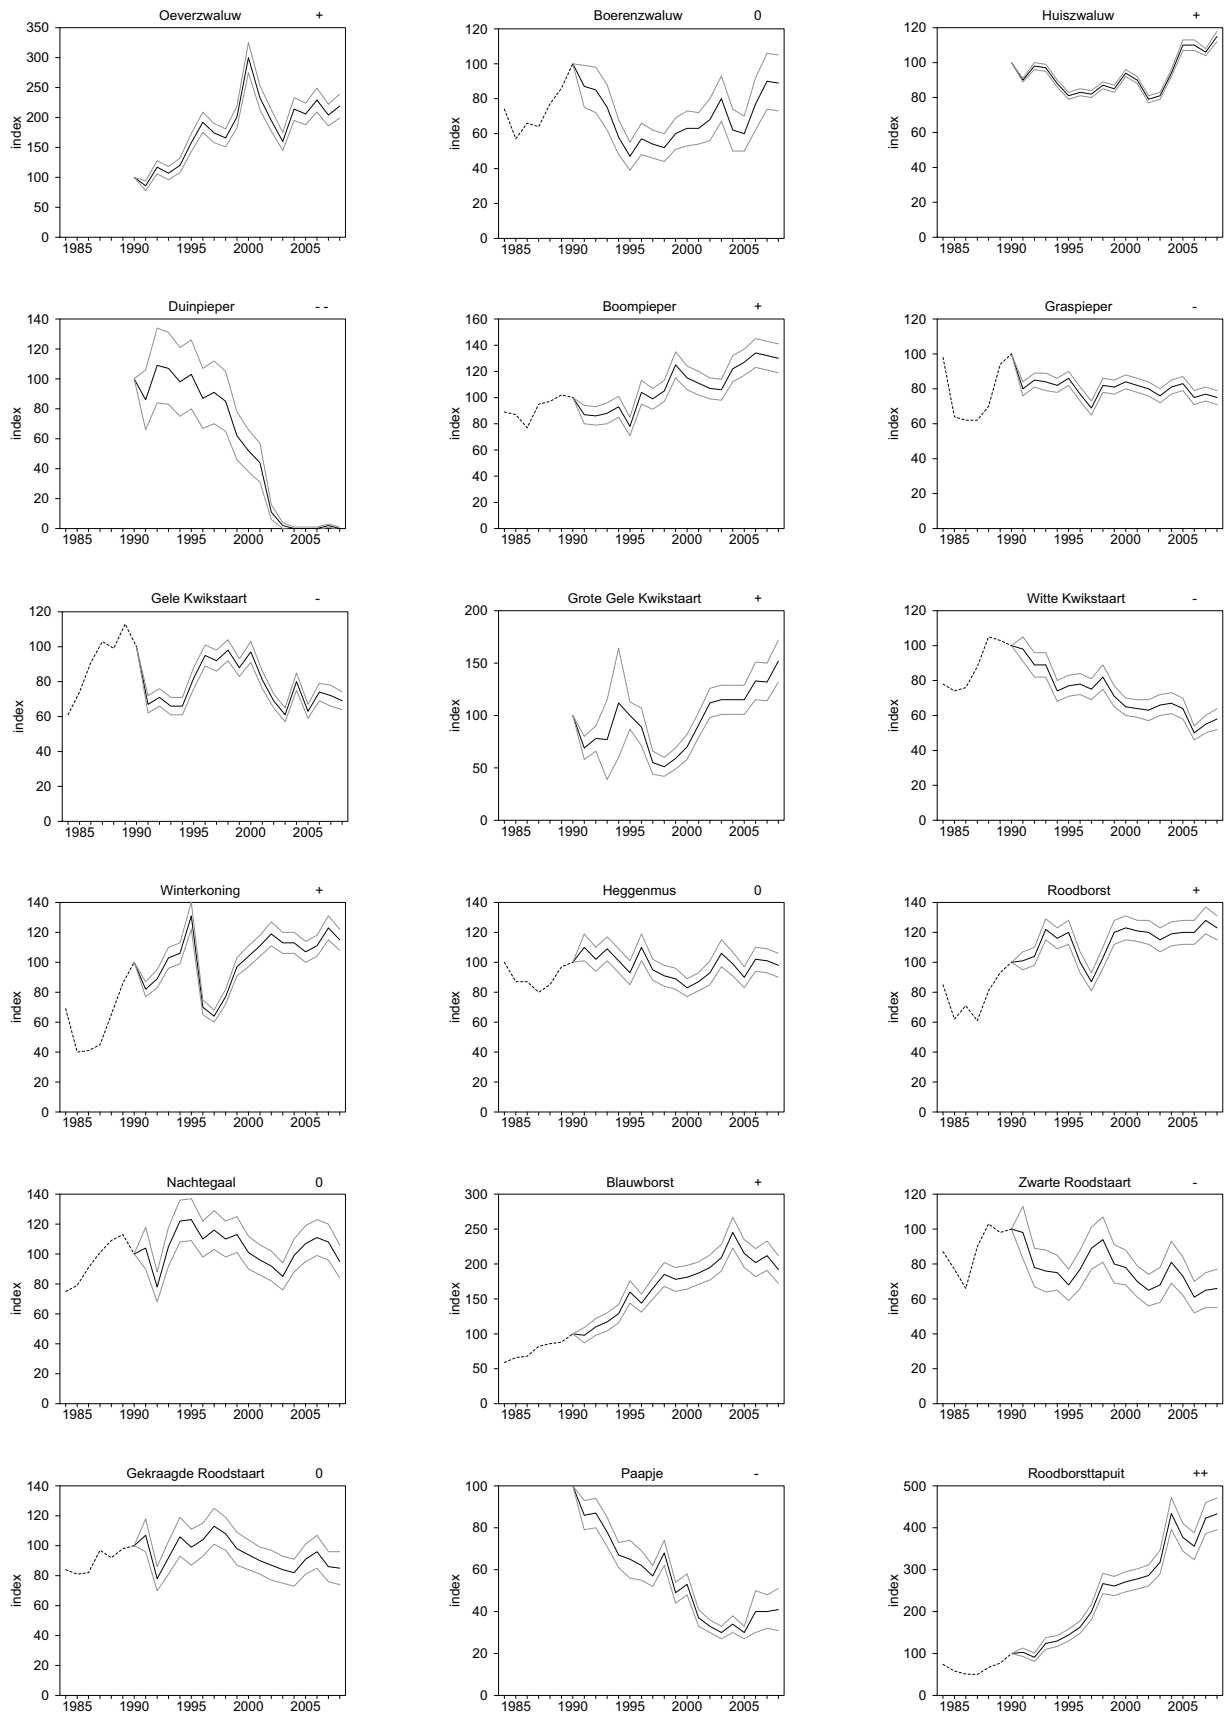 Oeverzwaluw +
350
300
250
200
150
100
50
0
index
1985 1990 1995 2000 2005
Boerenzwaluw 0
120
100
80
60
40
20
0
index
1985 1990 1995 2000 2005
Huiszwaluw +
120
100
80
60
40
20
0
index
1985 1990 1995 2000 2005
Duinpieper - -
140
120
100
80
60
40
20
0
index
1985 1990 1995 2000 2005
Boompieper +
160
140
120
100
80
60
40
20
0
index
1985 1990 1995 2000 2005
Graspieper -
120
100
80
60
40
20
0
index
1985 1990 1995 2000 2005
Gele Kwikstaart -
120
100
80
60
40
20
0
index
1985 1990 1995 2000 2005
Grote Gele Kwikstaart +
200
150
100
50
0
index
1985 1990 1995 2000 2005
Witte Kwikstaart -
120
100
80
60
40
20
0
index
1985 1990 1995 2000 2005
Winterkoning +
140
120
100
80
60
40
20
0
index
1985 1990 1995 2000 2005
Heggenmus 0
140
120
100
80
60
40
20
0
index
1985 1990 1995 2000 2005
Roodborst +
140
120
100
80
60
40
20
0
index
1985 1990 1995 2000 2005
Nachtegaal 0
140
120
100
80
60
40
20
0
index
1985 1990 1995 2000 2005
Blauwborst +
300
250
200
150
100
50
0
index
1985 1990 1995 2000 2005
Zwarte Roodstaart -
120
100
80
60
40
20
0
index
1985 1990 1995 2000 2005
Gekraagde Roodstaart 0
140
120
100
80
60
40
20
0
index
1985 1990 1995 2000 2005
Paapje -
100
80
60
40
20
0
index
1985 1990 1995 2000 2005
Roodborsttapuit ++
500
400
300
200
100
0
index
1985 1990 1995 2000 2005